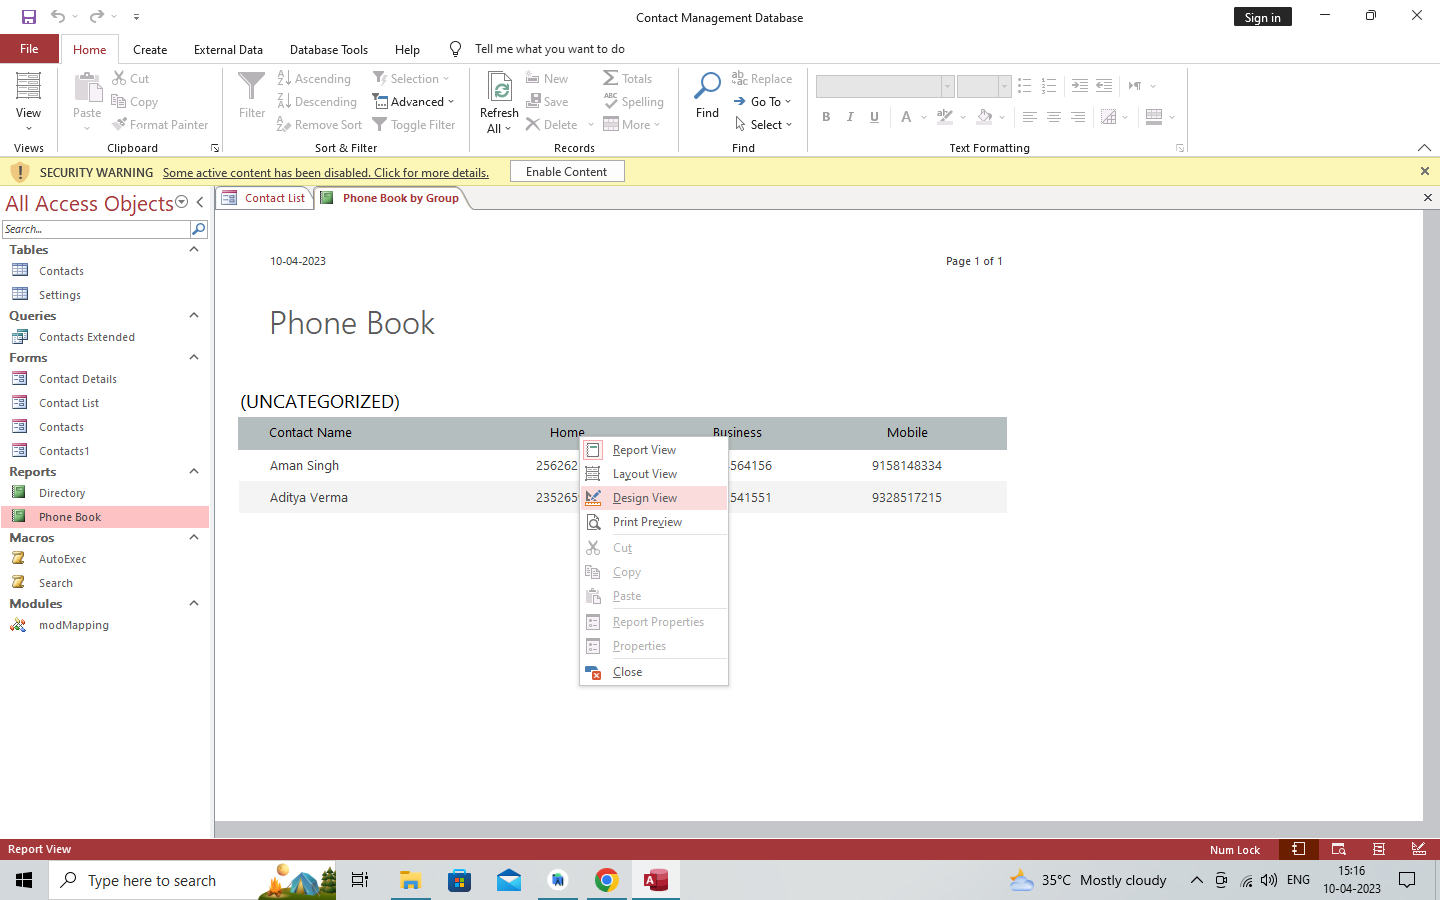 Contact Management Database
Sign in
File
Home
Create
External Data
Database Tools
Help
Tell me what you want to do
View
Views
Paste
Cut
Copy
Format Painter
Clipboard
Filter
Ascending
Descending
Remove Sort
Selection
Advanced
Toggle Filter
Sort & Filter
Refresh
All
New
Save
Delete
Totals
Spelling
More
Records
Find
Replace
Go To
Select
Find
B I U A
Text Formatting
SECURITY WARNING Some active content has been disabled. Click for more details.
Enable Content
All Access Objects
Search...
Tables
Contacts
Settings
Queries
Contacts Extended
Forms
Contact Details
Contact List
Contacts
Contacts1
Reports
Directory
Phone Book
Macros
AutoExec
Search
Modules
modMapping
Contact List
Phone Book by Group
10-04-2023
Page 1 of 1
Phone Book
(UNCATEGORIZED)
Contact Name Home Business Mobile
Aman Singh 256262 564156 9158148334
Aditya Verma 235265 541551 9328517215
Report View
Layout View
Design View
Print Preview
Cut
Copy
Paste
Report Properties
Properties
Close
Report View
Num Lock
Type here to search
35°C Mostly cloudy
ENG
15:16
10-04-2023